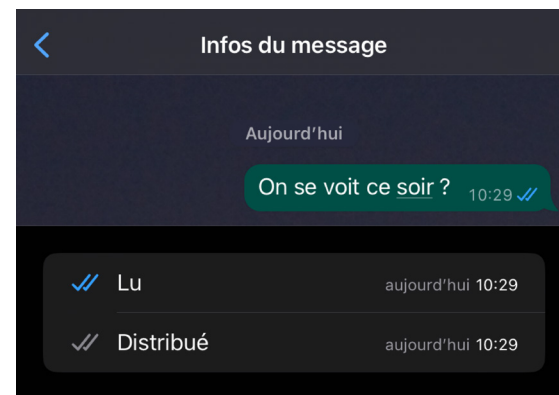 Infos du message
Aujourd’hui
On se voit ce soir ? 10:29
Lu aujourd’hui 10:29
Distribué aujourd’hui 10:29